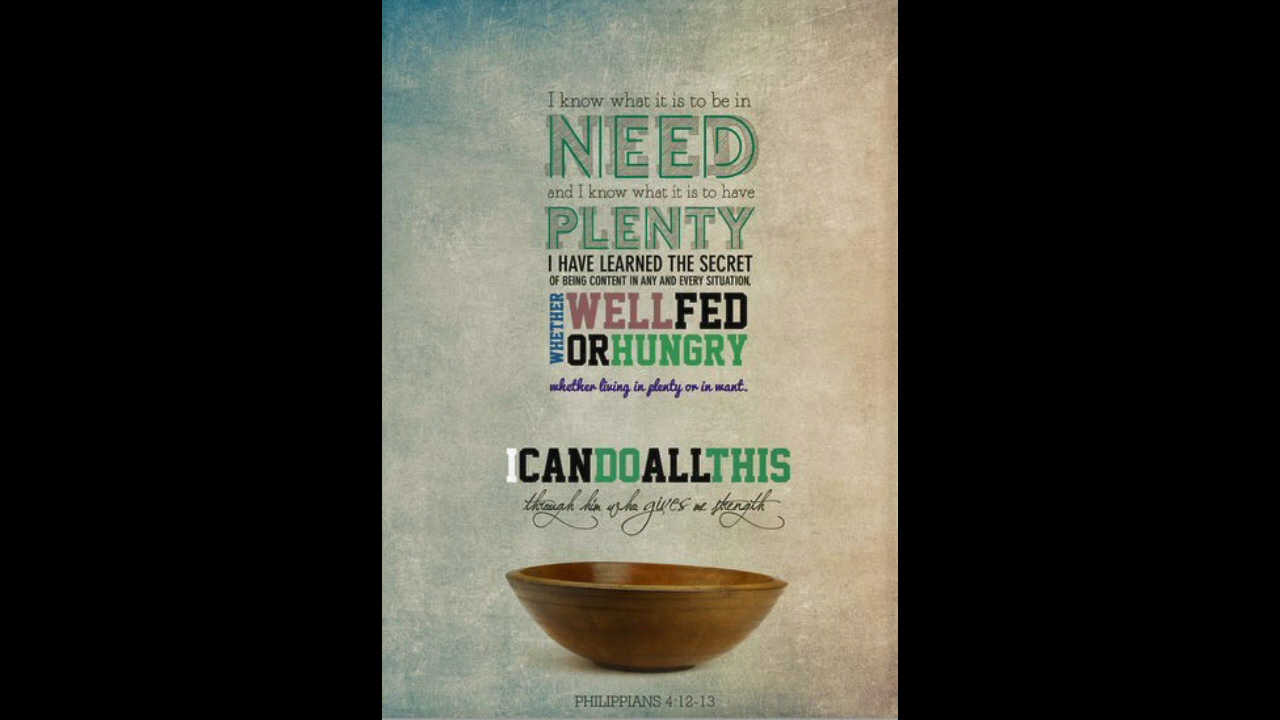 I know what it is to be in
NEED
and I know what it is to have
PLENTY
I HAVE LEARNED THE SECRET
OF BEING CONTENT IN ANY AND EVERY SITUATION,
WHETHER
WELLFED
ORHUNGRY
whether living in plenty or in want.
ICANDOALLTHIS
through him who gives me strength
PHILIPPIANS 4:12-13